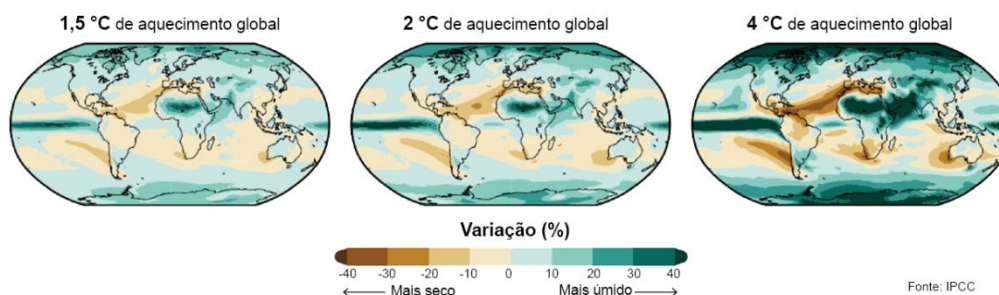 1,5 °C de aquecimento global
2 °C de aquecimento global
4 °C de aquecimento global
Variação (%)
-40 -30 -20 -10 0 10 20 30 40
Mais seco Mais úmido
Fonte: IPCC